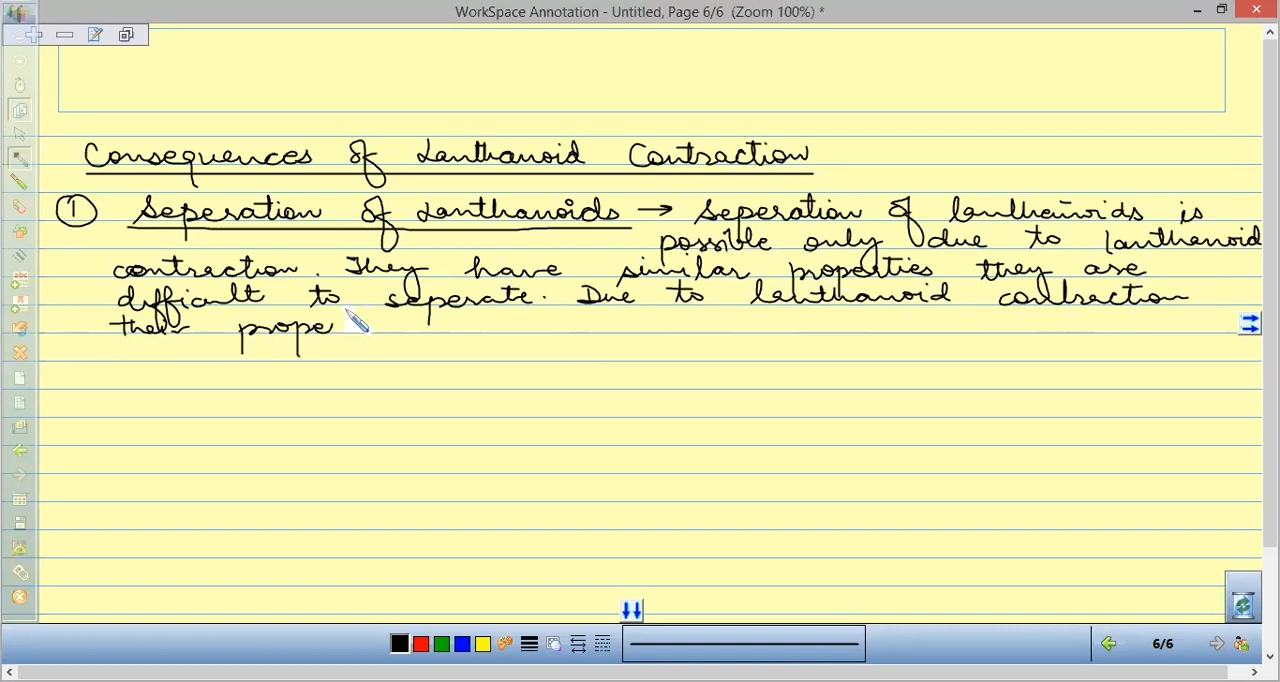 WorkSpace Annotation - Untitled, Page 6/6 (Zoom 100%) *
Consequences of Lanthanoid Contraction
① Seperation of Lanthanoids → Seperation of lanthanoids is
possible only due to lanthanoid
contraction. They have similar properties they are
difficult to seperate. Due to lanthanoid contraction
their prope
6/6